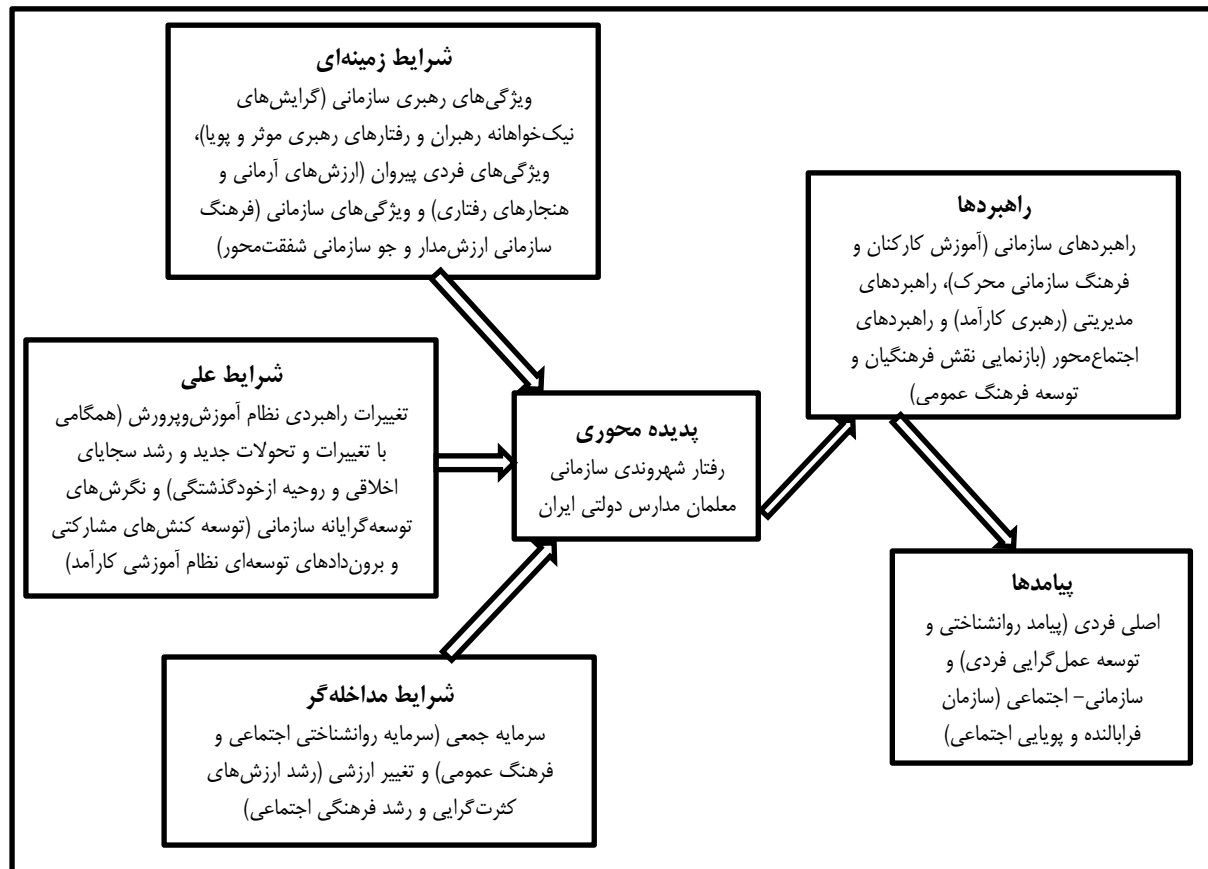 شرایط زمینه‌ای
ویژگی‌های رهبری سازمانی (گرایش‌های
نیک‌خواهانه رهبران و رفتارهای رهبری موثر و پویا)،
ویژگی‌های فردی پیروان (ارزش‌های آرمانی و
هنجارهای رفتاری) و ویژگی‌های سازمانی (فرهنگ
سازمانی ارزش‌مدار و جو سازمانی شفقت‌محور)
شرایط علی
تغییرات راهبردی نظام آموزش‌وپرورش (همگامی
با تغییرات و تحولات جدید و رشد سجایای
اخلاقی و روحیه ازخودگذشتگی) و نگرش‌های
توسعه‌گرایانه سازمانی (توسعه کنش‌های مشارکتی
و برون‌دادهای توسعه‌ای نظام آموزشی کارآمد)
شرایط مداخله‌گر
سرمایه جمعی (سرمایه روانشناختی اجتماعی و
فرهنگ عمومی) و تغییر ارزشی (رشد ارزش‌های
کثرت‌گرایی و رشد فرهنگی اجتماعی)
پدیده محوری
رفتار شهروندی سازمانی
معلمان مدارس دولتی ایران
راهبردها
راهبردهای سازمانی (آموزش کارکنان و
فرهنگ سازمانی محرک)، راهبردهای
مدیریتی (رهبری کارآمد) و راهبردهای
اجتماع‌محور (بازنمایی نقش فرهنگیان و
توسعه فرهنگ عمومی)
پیامدها
اصلی فردی (پیامد روانشناختی و
توسعه عمل‌گرایی فردی) و
سازمانی– اجتماعی (سازمان
فرابالنده و پویایی اجتماعی)